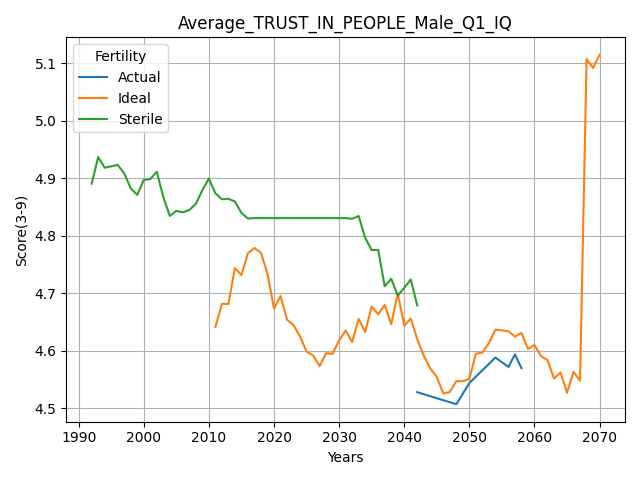 Average_TRUST_IN_PEOPLE_Male_Q1_IQ
Fertility
Actual
Ideal
Sterile
Score(3-9)
5.1
5.0
4.9
4.8
4.7
4.6
4.5
1990 2000 2010 2020 2030 2040 2050 2060 2070
Years